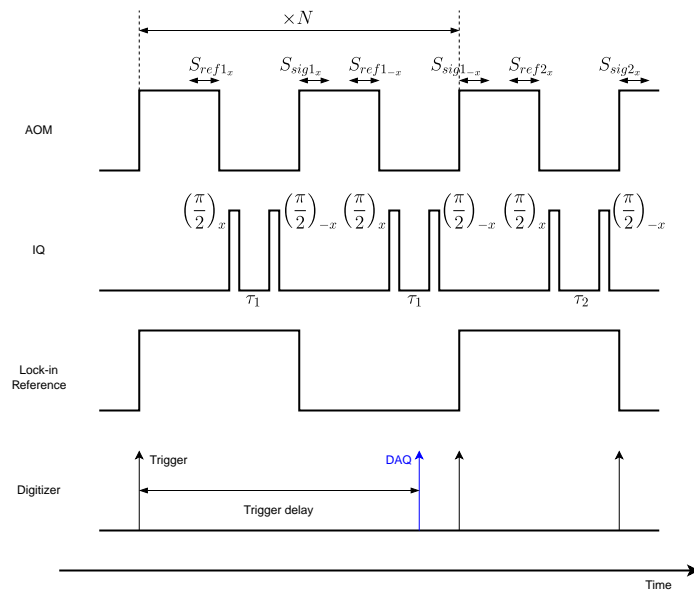 ×N
S_{ref1_x} S_{sig1_x} S_{ref1_{-x}} S_{sig1_{-x}} S_{ref2_x} S_{sig2_x}
AOM
(π/2)_x (π/2)_{-x} (π/2)_x (π/2)_{-x} (π/2)_x (π/2)_{-x}
IQ
τ_1 τ_1 τ_2
Lock-in
Reference
Trigger DAQ
Digitizer
Trigger delay
Time